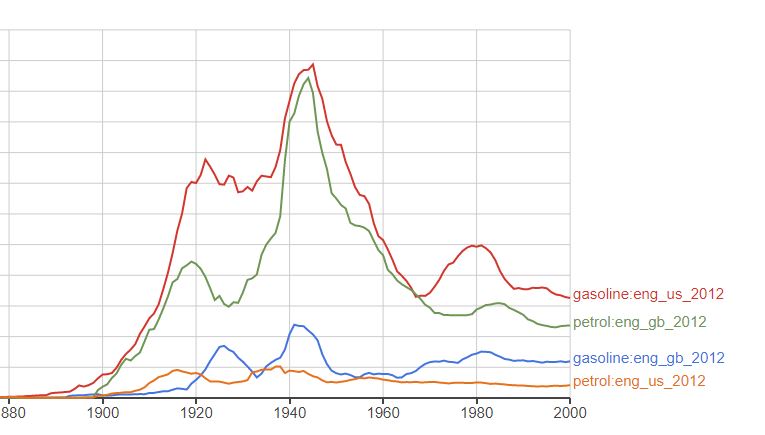 gasoline:eng_us_2012
petrol:eng_gb_2012
gasoline:eng_gb_2012
petrol:eng_us_2012
880 1900 1920 1940 1960 1980 2000